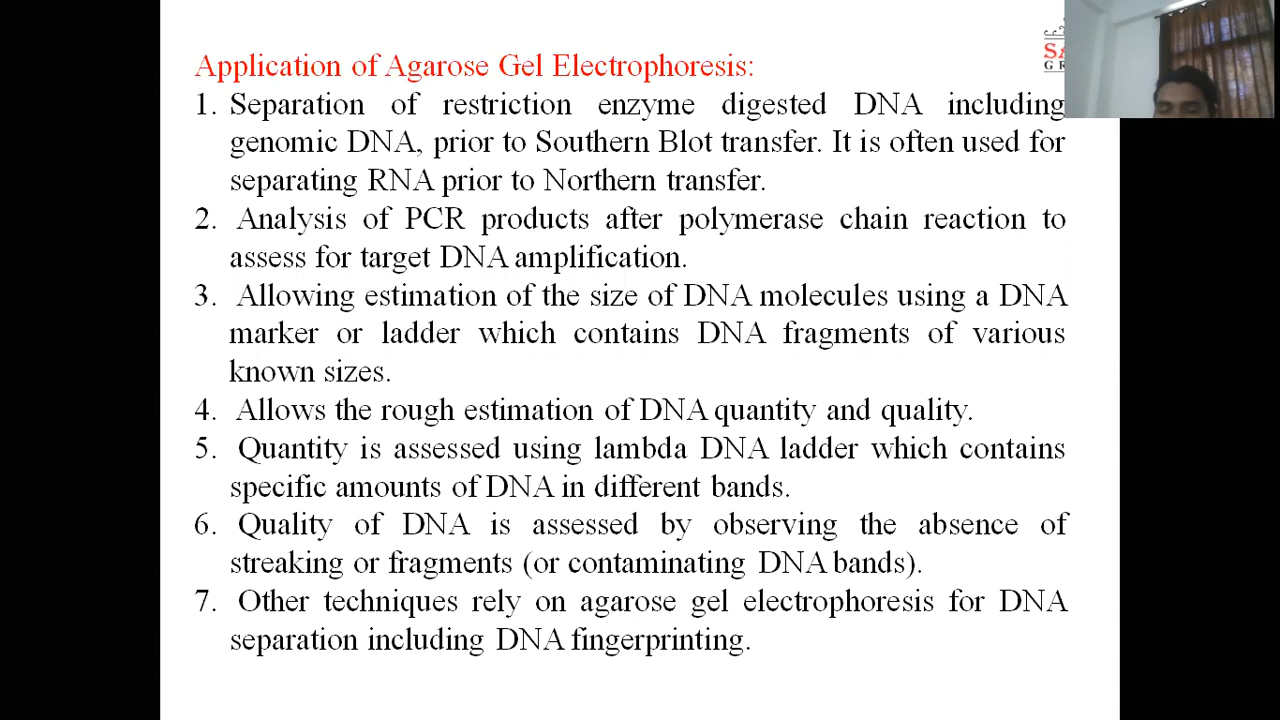 Application of Agarose Gel Electrophoresis:
1. Separation of restriction enzyme digested DNA including
genomic DNA, prior to Southern Blot transfer. It is often used for
separating RNA prior to Northern transfer.
2. Analysis of PCR products after polymerase chain reaction to
assess for target DNA amplification.
3. Allowing estimation of the size of DNA molecules using a DNA
marker or ladder which contains DNA fragments of various
known sizes.
4. Allows the rough estimation of DNA quantity and quality.
5. Quantity is assessed using lambda DNA ladder which contains
specific amounts of DNA in different bands.
6. Quality of DNA is assessed by observing the absence of
streaking or fragments (or contaminating DNA bands).
7. Other techniques rely on agarose gel electrophoresis for DNA
separation including DNA fingerprinting.